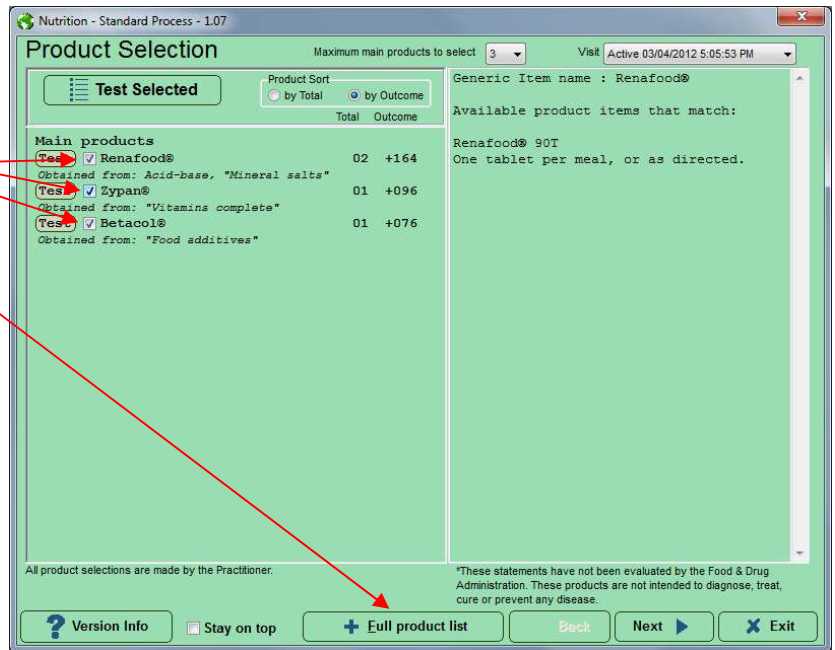 Nutrition - Standard Process - 1.07
Product Selection
Maximum main products to select 3
Visit Active 03/04/2012 5:05:53 PM
Test Selected
Product Sort
by Total by Outcome
Total Outcome
Main products
Test Renafood® 02 +164
Obtained from: Acid-base, "Mineral salts"
Test Zypan® 01 +096
Obtained from: "Vitamins complete"
Test Betacol® 01 +076
Obtained from: "Food additives"
Generic Item name : Renafood®
Available product items that match:
Renafood® 90T
One tablet per meal, or as directed.
All product selections are made by the Practitioner.
*These statements have not been evaluated by the Food & Drug
Administration. These products are not intended to diagnose, treat,
cure or prevent any disease.
? Version Info Stay on top + Full product list Back Next X Exit